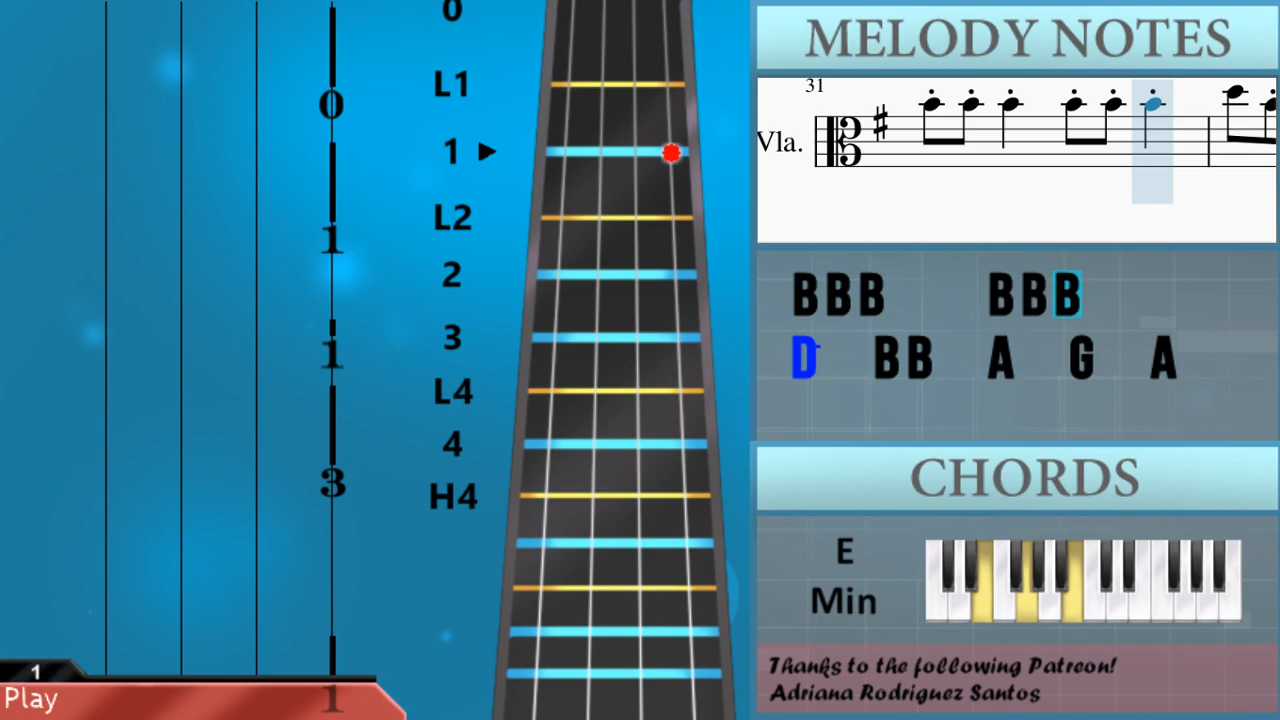 0
L1
0
1
L2
1
2
3
1
L4
4
3
H4
1
Play
1
MELODY NOTES
31
Vla.
BBB BBB
D BB A G A
CHORDS
E
Min
Thanks to the following Patreon!
Adriana Rodriguez Santos